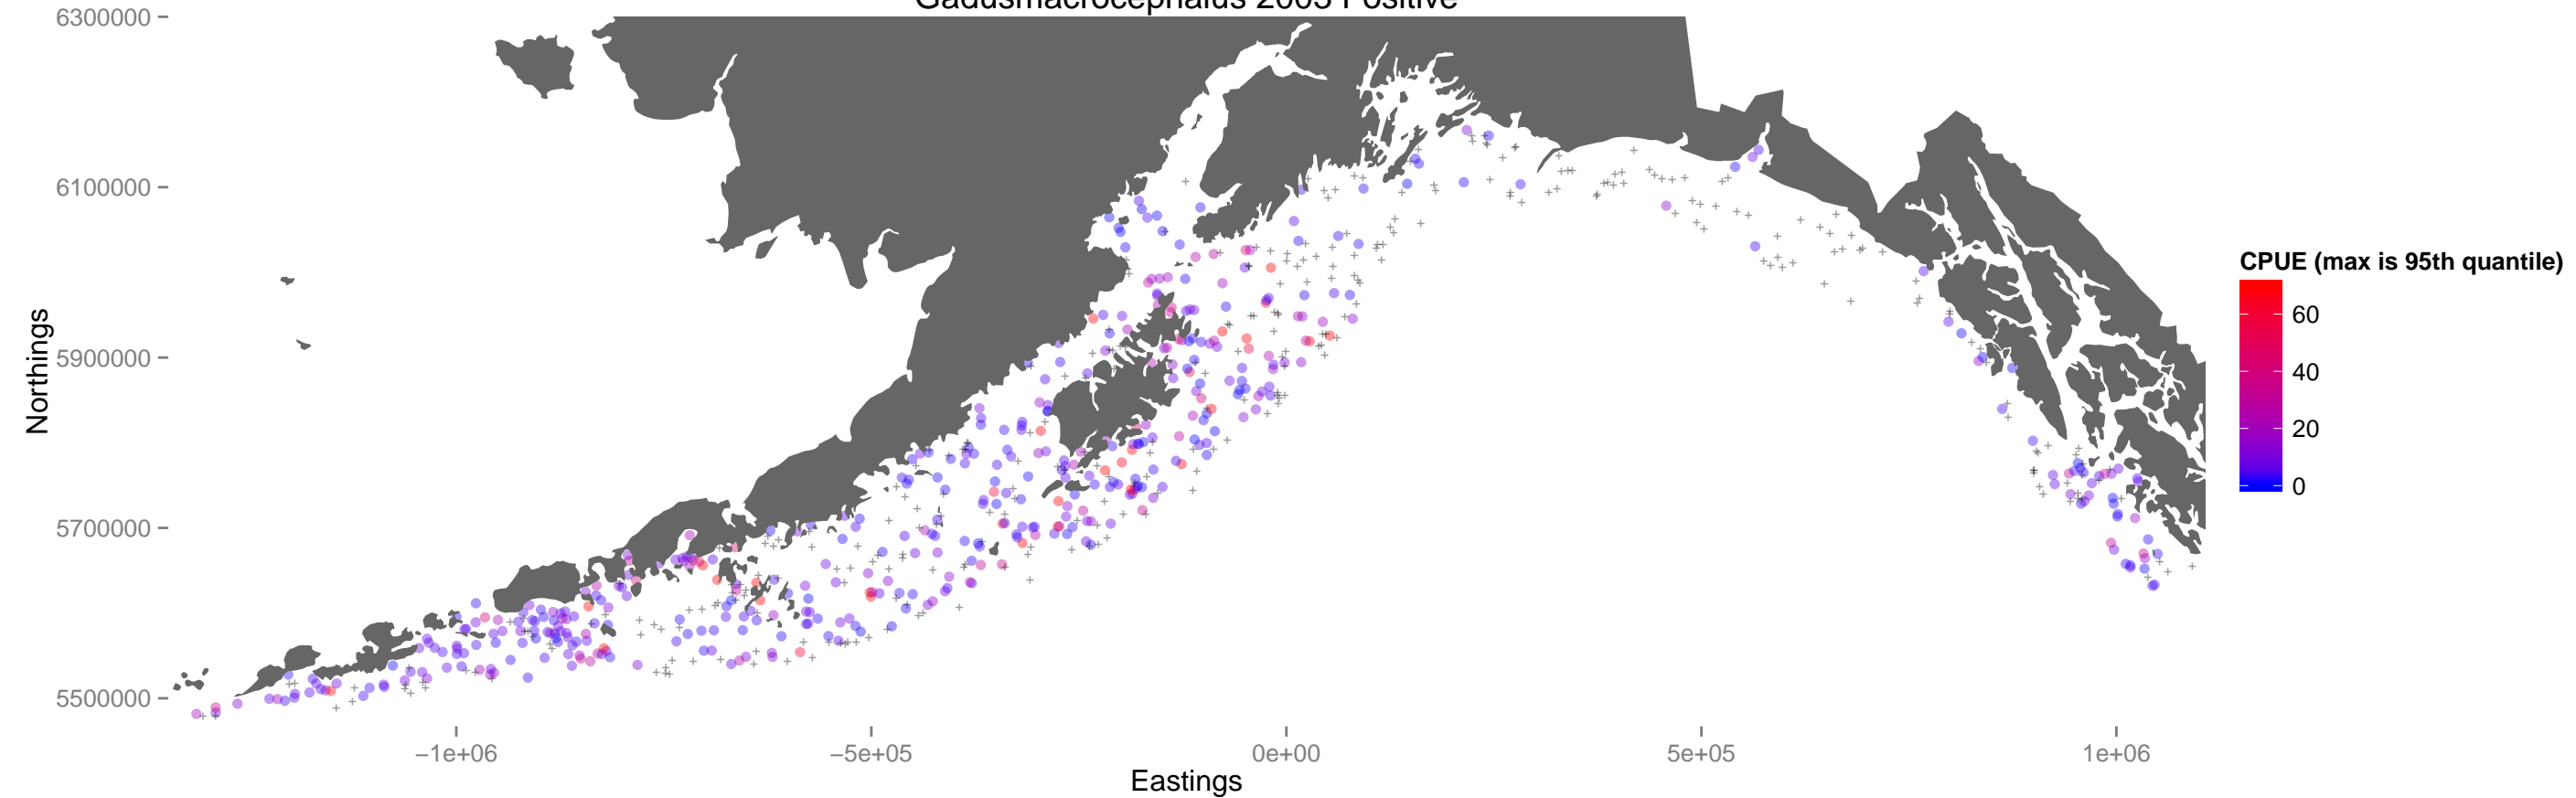 Gadusmacrocephalus 2005 Positive
6300000
6100000
5900000
5700000
5500000
Northings
−1e+06
−5e+05
0e+00
5e+05
1e+06
Eastings
CPUE (max is 95th quantile)
60
40
20
0